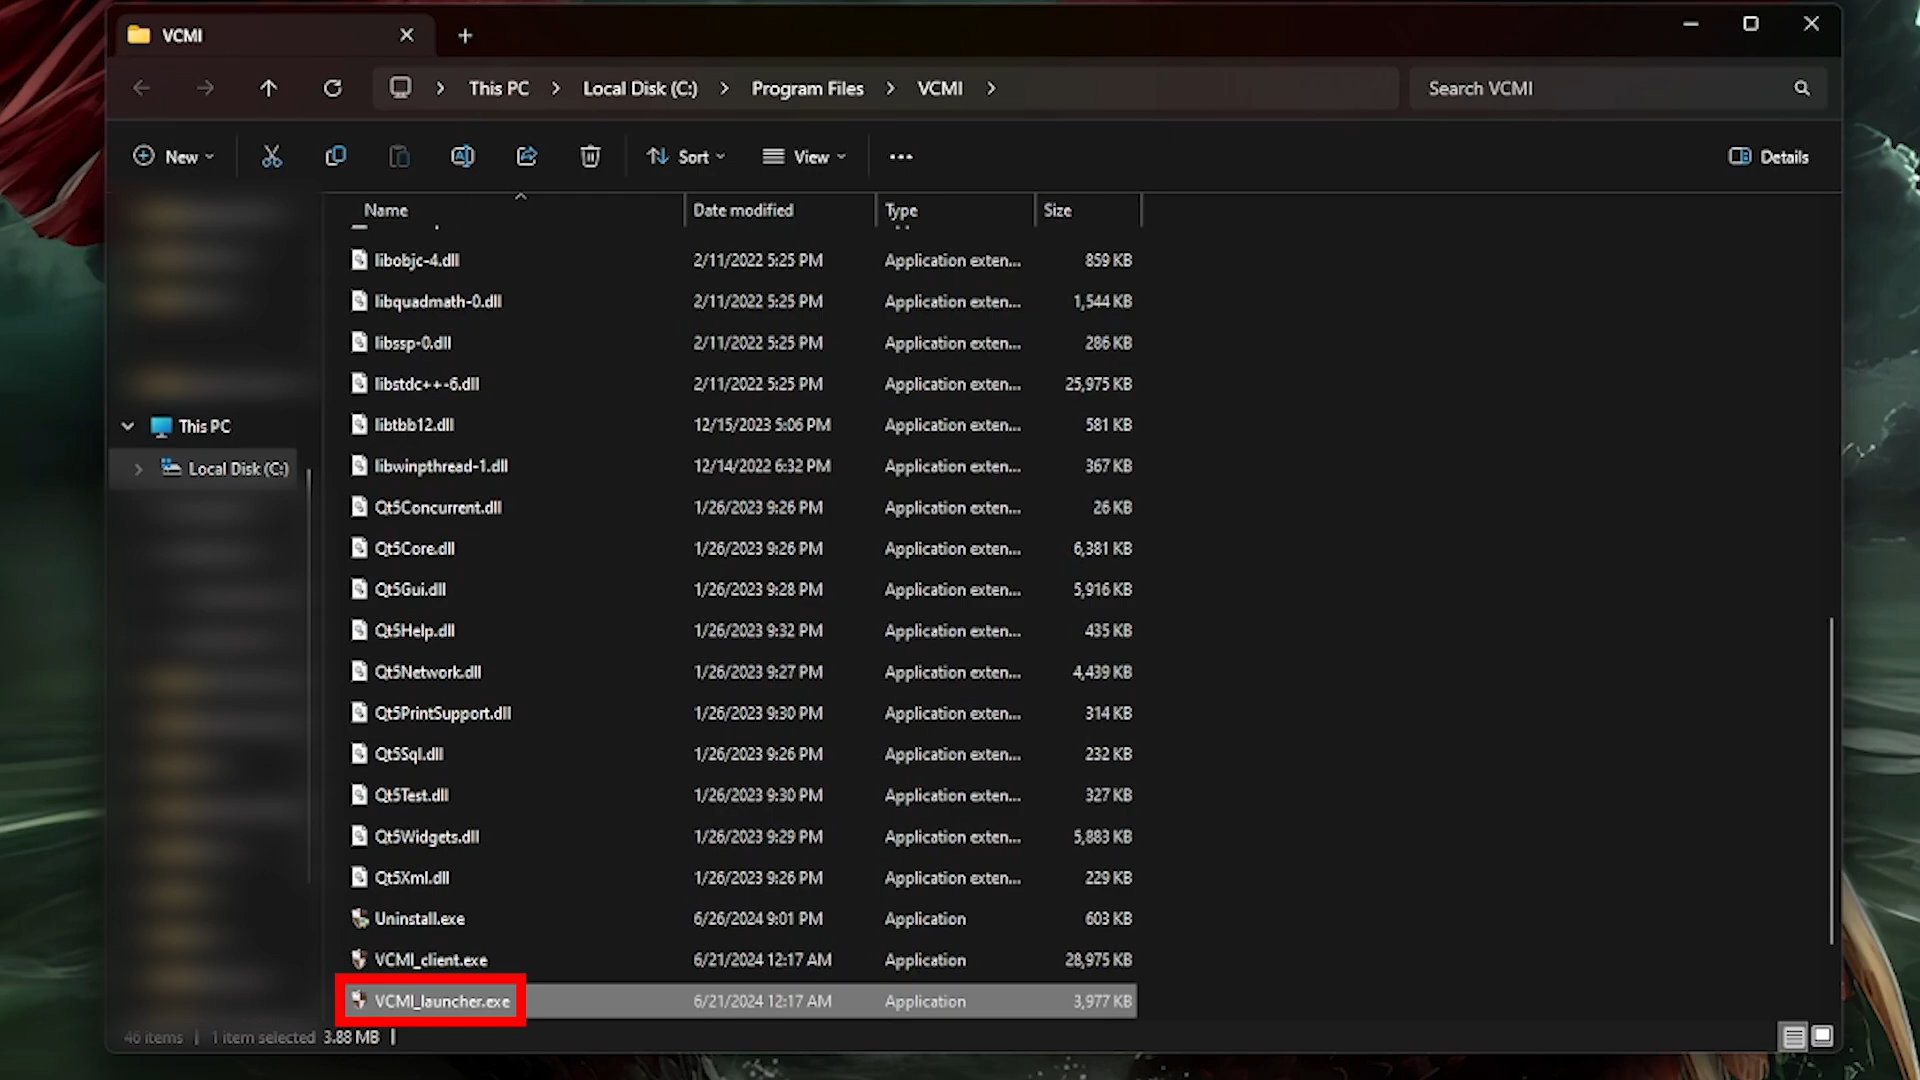 VCMI
This PC > Local Disk (C:) > Program Files > VCMI >
Search VCMI
New
Sort
View
Details
Name Date modified Type Size
libobjc-4.dll 2/11/2022 5:25 PM Application exten... 859 KB
libquadmath-0.dll 2/11/2022 5:25 PM Application exten... 1,544 KB
libssp-0.dll 2/11/2022 5:25 PM Application exten... 286 KB
libstdc++-6.dll 2/11/2022 5:25 PM Application exten... 25,975 KB
libtbb12.dll 12/15/2023 5:06 PM Application exten... 581 KB
libwinpthread-1.dll 12/14/2022 6:32 PM Application exten... 367 KB
Qt5Concurrent.dll 1/26/2023 9:26 PM Application exten... 26 KB
Qt5Core.dll 1/26/2023 9:26 PM Application exten... 6,381 KB
Qt5Gui.dll 1/26/2023 9:28 PM Application exten... 5,916 KB
Qt5Help.dll 1/26/2023 9:32 PM Application exten... 435 KB
Qt5Network.dll 1/26/2023 9:27 PM Application exten... 4,439 KB
Qt5PrintSupport.dll 1/26/2023 9:30 PM Application exten... 314 KB
Qt5Sql.dll 1/26/2023 9:26 PM Application exten... 232 KB
Qt5Test.dll 1/26/2023 9:30 PM Application exten... 327 KB
Qt5Widgets.dll 1/26/2023 9:29 PM Application exten... 5,883 KB
Qt5Xml.dll 1/26/2023 9:26 PM Application exten... 229 KB
Uninstall.exe 6/26/2024 9:01 PM Application 603 KB
VCMI_client.exe 6/21/2024 12:17 AM Application 28,975 KB
VCMI_launcher.exe 6/21/2024 12:17 AM Application 3,977 KB
This PC
Local Disk (C:)
46 items | 1 item selected 3.88 MB |